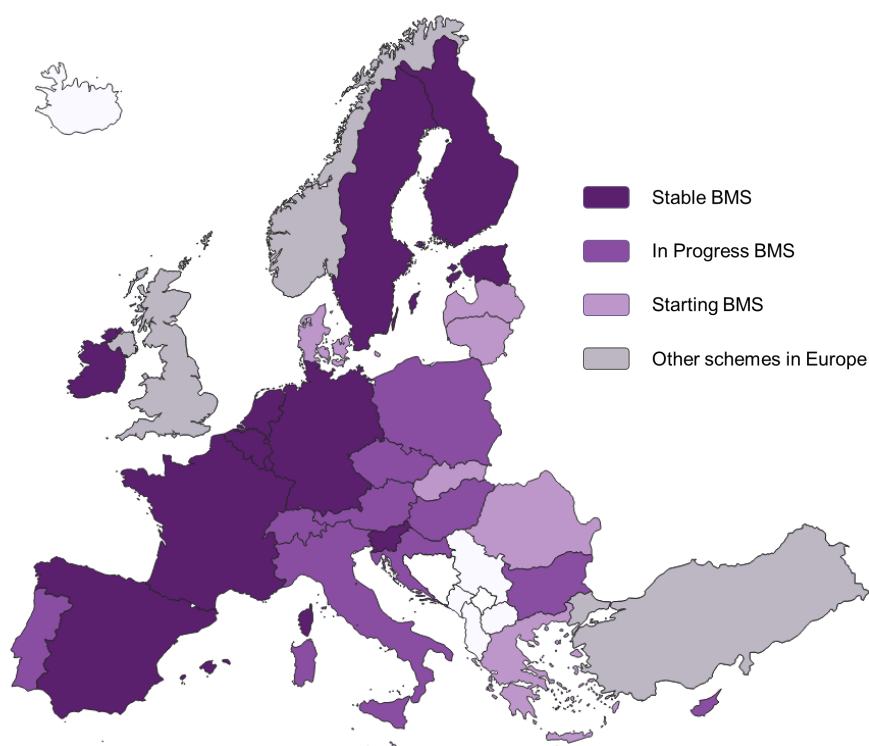 Stable BMS
In Progress BMS
Starting BMS
Other schemes in Europe